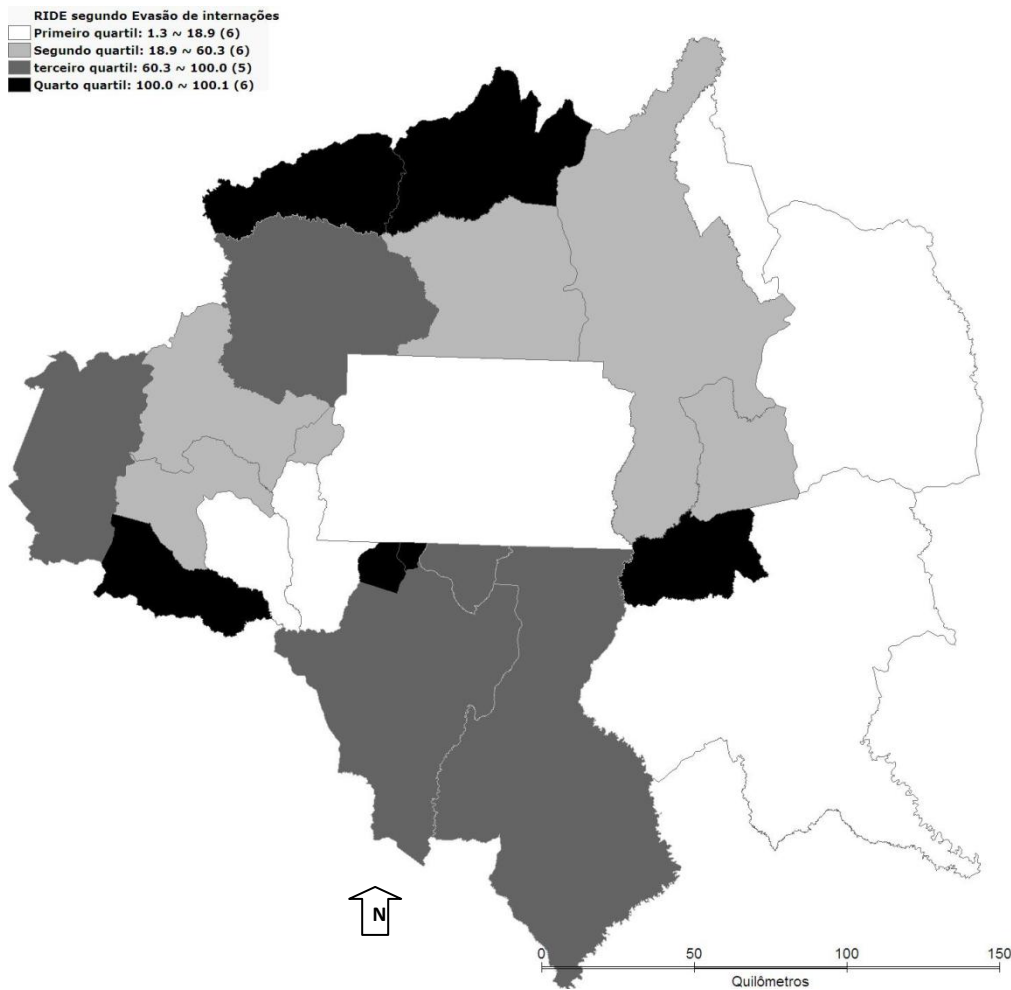 RIDE segundo Evasão de internações
Primeiro quartil: 1.3 ~ 18.9 (6)
Segundo quartil: 18.9 ~ 60.3 (6)
terceiro quartil: 60.3 ~ 100.0 (5)
Quarto quartil: 100.0 ~ 100.1 (6)
N
0 50 100 150
Quilômetros